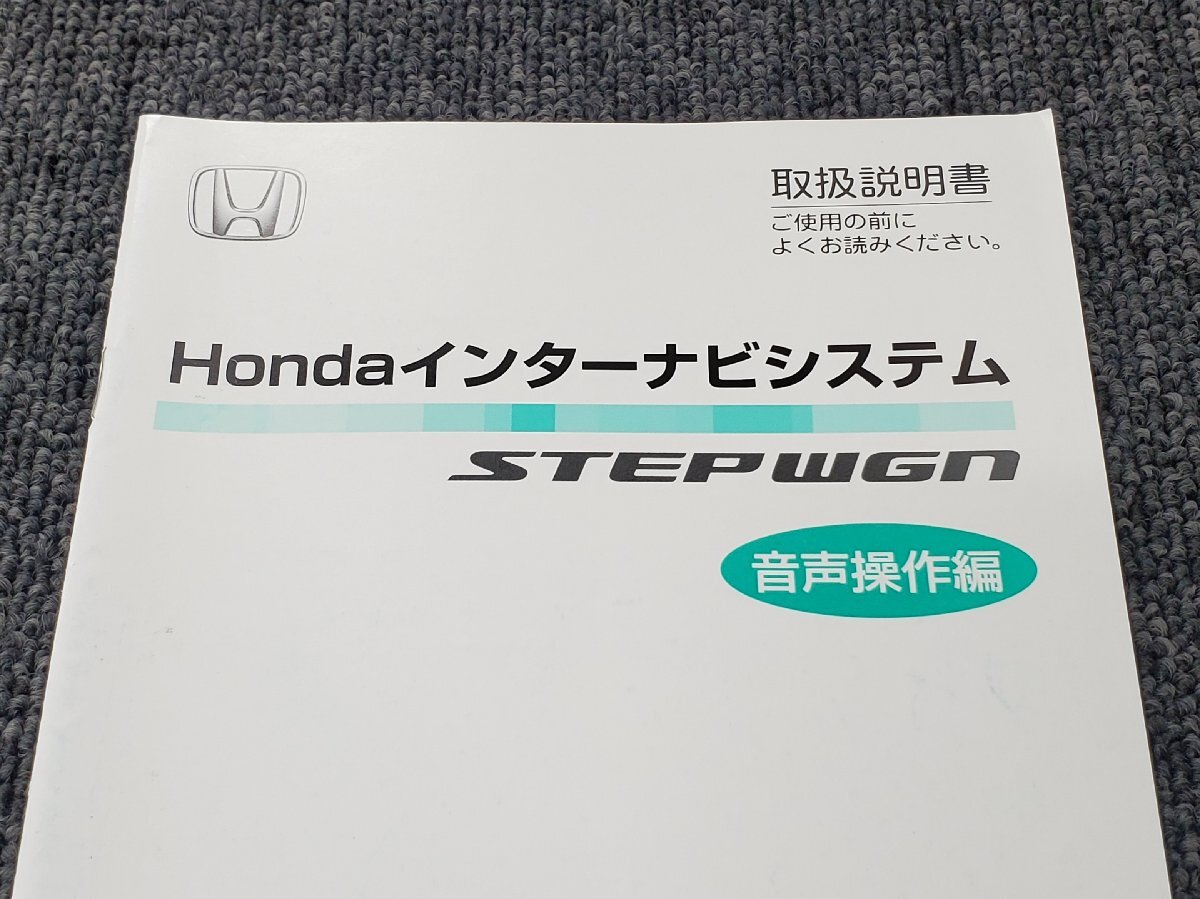 取扱説明書
ご使用の前に
よくお読みください。
Hondaインターナビシステム
STEP WGN
音声操作編